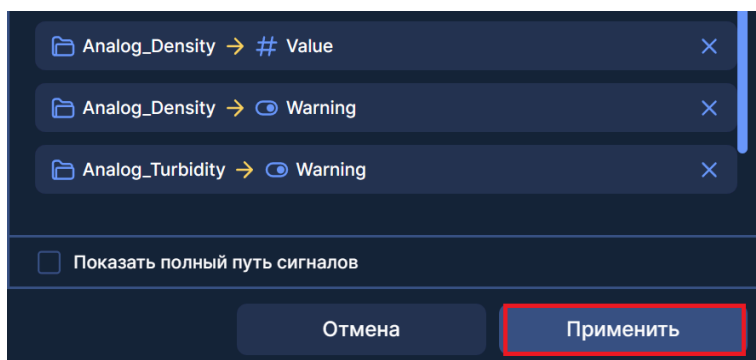 Analog_Density → # Value
Analog_Density → Warning
Analog_Turbidity → Warning
Показать полный путь сигналов
Отмена Применить